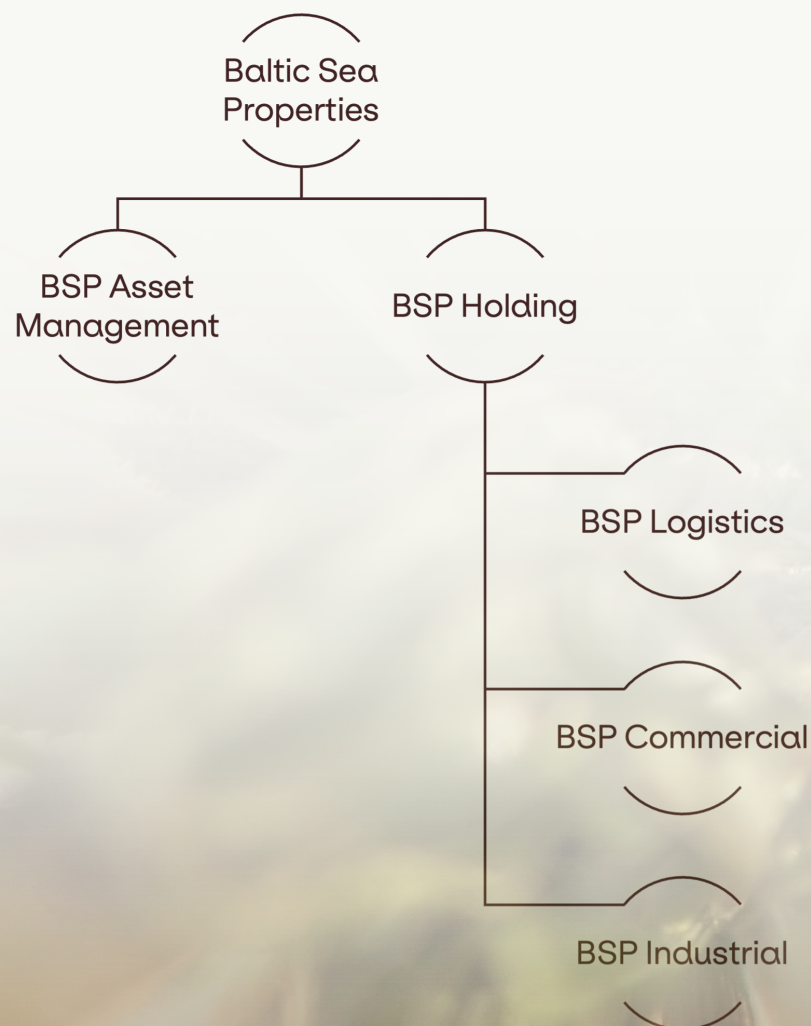 Baltic Sea
Properties
BSP Asset
Management
BSP Holding
BSP Logistics
BSP Commercial
BSP Industrial